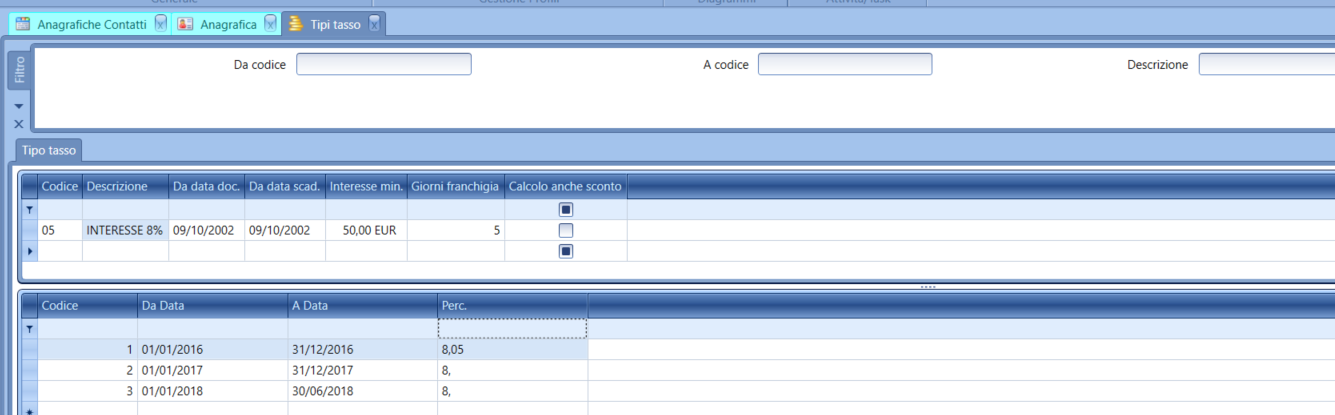 Generale Gestione Profili Diagrammi Attività/Task
Anagrafiche Contatti Anagrafica Tipi tasso
Filtro
Da codice A codice Descrizione
Tipo tasso
Codice Descrizione Da data doc. Da data scad. Interesse min. Giorni franchigia Calcolo anche sconto
05 INTERESSE 8% 09/10/2002 09/10/2002 50,00 EUR 5
Codice Da Data A Data Perc.
1 01/01/2016 31/12/2016 8,05
2 01/01/2017 31/12/2017 8,
3 01/01/2018 30/06/2018 8,